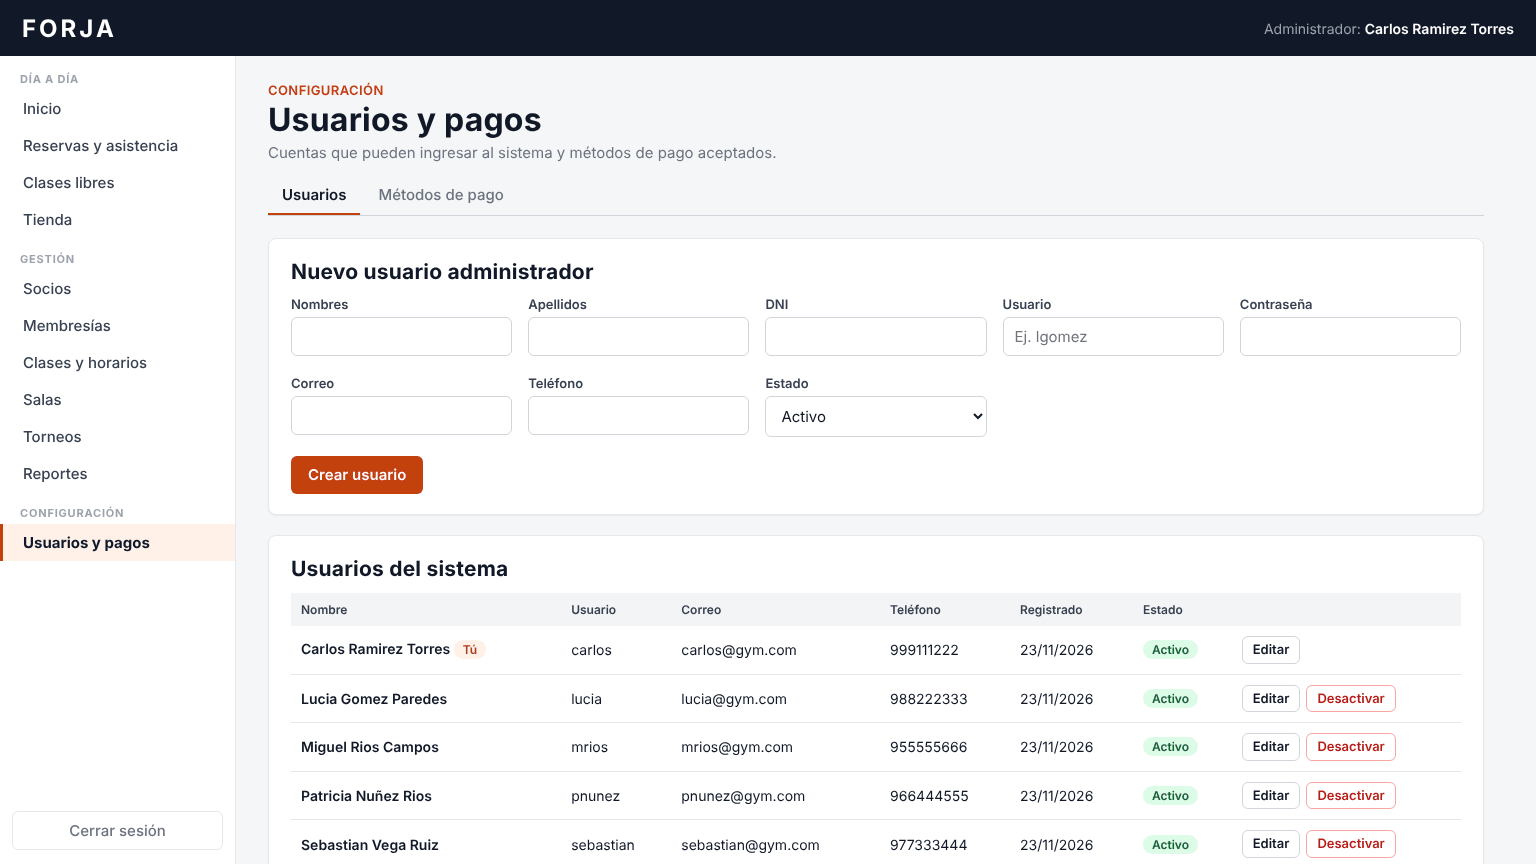 FORJA
Administrador: Carlos Ramirez Torres
DÍA A DÍA
Inicio
Reservas y asistencia
Clases libres
Tienda
GESTIÓN
Socios
Membresías
Clases y horarios
Salas
Torneos
Reportes
CONFIGURACIÓN
Usuarios y pagos
Cerrar sesión
CONFIGURACIÓN
Usuarios y pagos
Cuentas que pueden ingresar al sistema y métodos de pago aceptados.
Usuarios Métodos de pago
Nuevo usuario administrador
Nombres Apellidos DNI Usuario Contraseña
Ej. lgomez
Correo Teléfono Estado
Activo
Crear usuario
Usuarios del sistema
Nombre Usuario Correo Teléfono Registrado Estado
Carlos Ramirez Torres Tú carlos carlos@gym.com 999111222 23/11/2026 Activo Editar
Lucia Gomez Paredes lucia lucia@gym.com 988222333 23/11/2026 Activo Editar Desactivar
Miguel Rios Campos mrios mrios@gym.com 955555666 23/11/2026 Activo Editar Desactivar
Patricia Nuñez Rios pnunez pnunez@gym.com 966444555 23/11/2026 Activo Editar Desactivar
Sebastian Vega Ruiz sebastian sebastian@gym.com 977333444 23/11/2026 Activo Editar Desactivar